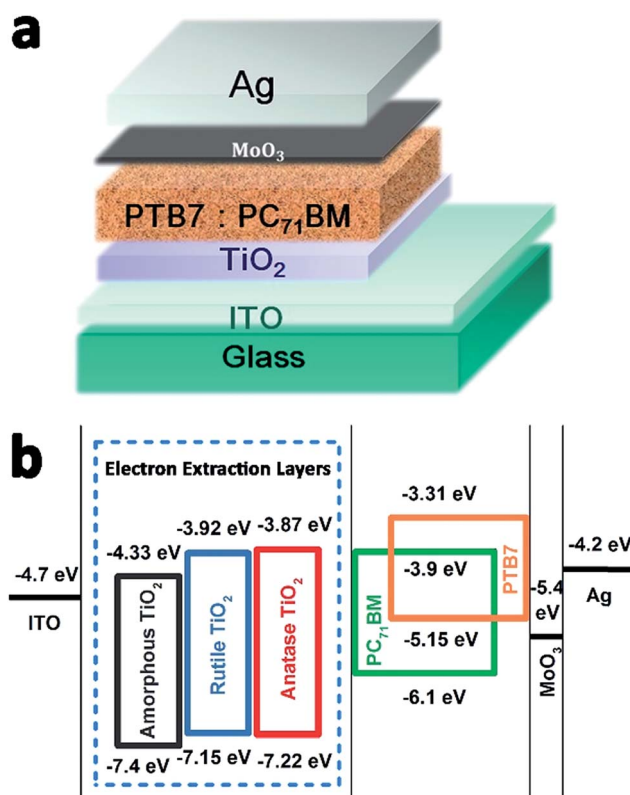 a
Ag
MoO₃
PTB7 : PC₇₁BM
TiO₂
ITO
Glass
b
Electron Extraction Layers
-4.7 eV
ITO
-4.33 eV
Amorphous TiO₂
-7.4 eV
-3.92 eV
Rutile TiO₂
-7.15 eV
-3.87 eV
Anatase TiO₂
-7.22 eV
PC₇₁BM
-3.31 eV
-3.9 eV
-5.15 eV
-6.1 eV
PTB7
-5.4
eV
MoO₃
-4.2 eV
Ag